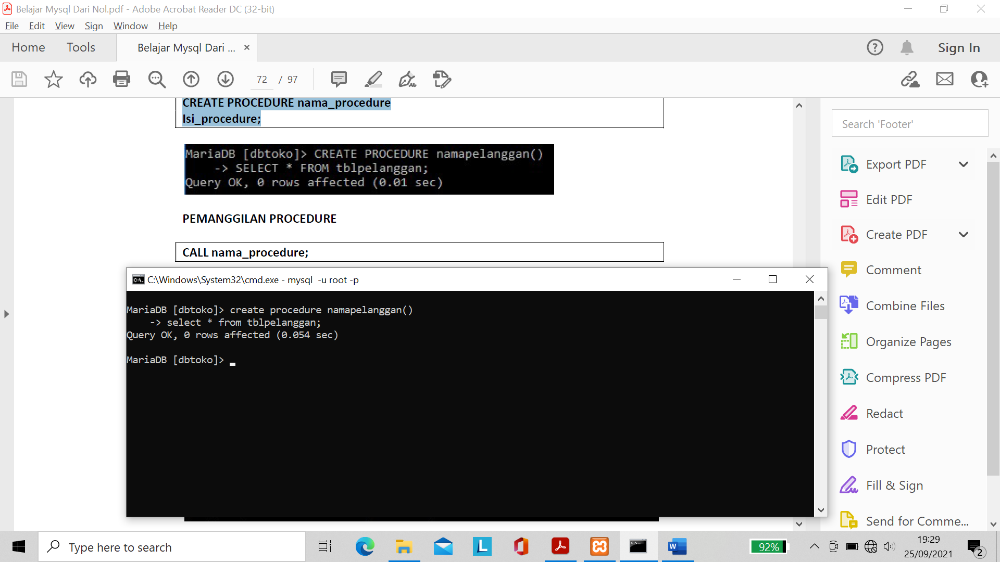 Belajar Mysql Dari Nol.pdf - Adobe Acrobat Reader DC (32-bit)
File Edit View Sign Window Help
Home Tools Belajar Mysql Dari ... × Sign In
72 / 97
CREATE PROCEDURE nama_procedure
Isi_procedure;
MariaDB [dbtoko]> CREATE PROCEDURE namapelanggan()
-> SELECT * FROM tblpelanggan;
Query OK, 0 rows affected (0.01 sec)
PEMANGGILAN PROCEDURE
CALL nama_procedure;
C:\Windows\System32\cmd.exe - mysql -u root -p
MariaDB [dbtoko]> create procedure namapelanggan()
-> select * from tblpelanggan;
Query OK, 0 rows affected (0.054 sec)
MariaDB [dbtoko]>
Search 'Footer'
Export PDF
Edit PDF
Create PDF
Comment
Combine Files
Organize Pages
Compress PDF
Redact
Protect
Fill & Sign
Send for Comme...
Type here to search
92%
19:29
25/09/2021
2